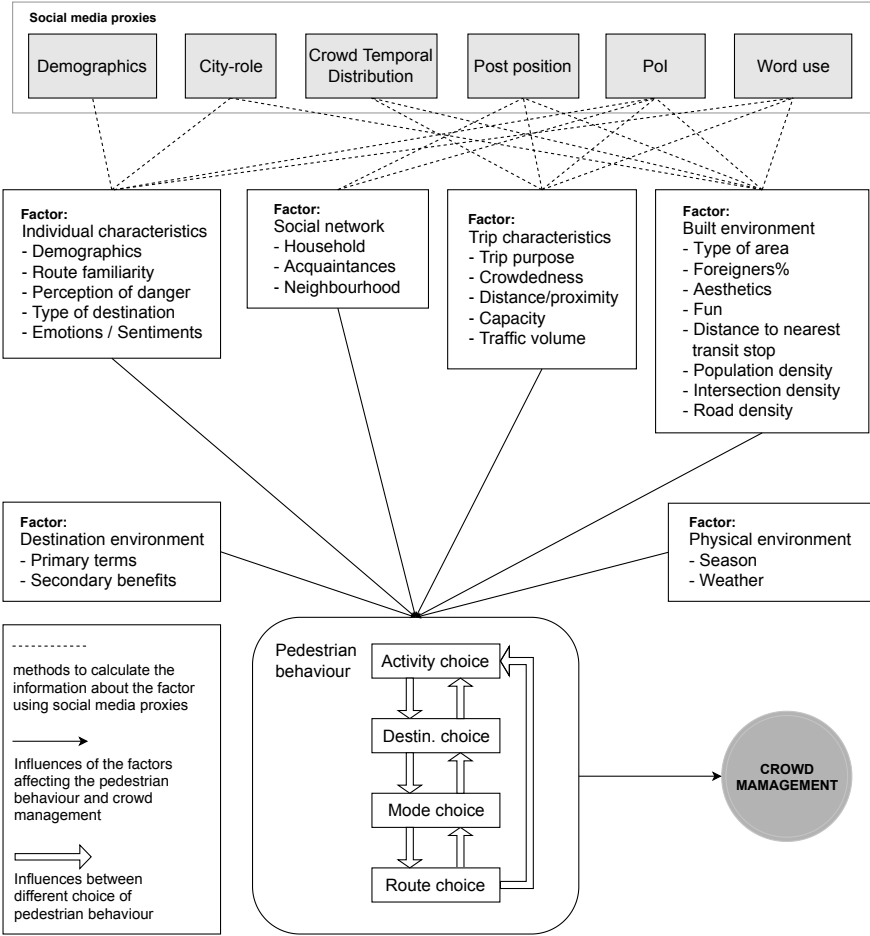 Social media proxies
Demographics
City-role
Crowd Temporal
Distribution
Post position
PoI
Word use
Factor:
Individual characteristics
- Demographics
- Route familiarity
- Perception of danger
- Type of destination
- Emotions / Sentiments
Factor:
Social network
- Household
- Acquaintances
- Neighbourhood
Factor:
Trip characteristics
- Trip purpose
- Crowdedness
- Distance/proximity
- Capacity
- Traffic volume
Factor:
Built environment
- Type of area
- Foreigners%
- Aesthetics
- Fun
- Distance to nearest
transit stop
- Population density
- Intersection density
- Road density
Factor:
Destination environment
- Primary terms
- Secondary benefits
Factor:
Physical environment
- Season
- Weather
methods to calculate the
information about the factor
using social media proxies
Influences of the factors
affecting the pedestrian
behaviour and crowd
management
Influences between
different choice of
pedestrian behaviour
Pedestrian
behaviour
Activity choice
Destin. choice
Mode choice
Route choice
CROWD
MAMAGEMENT